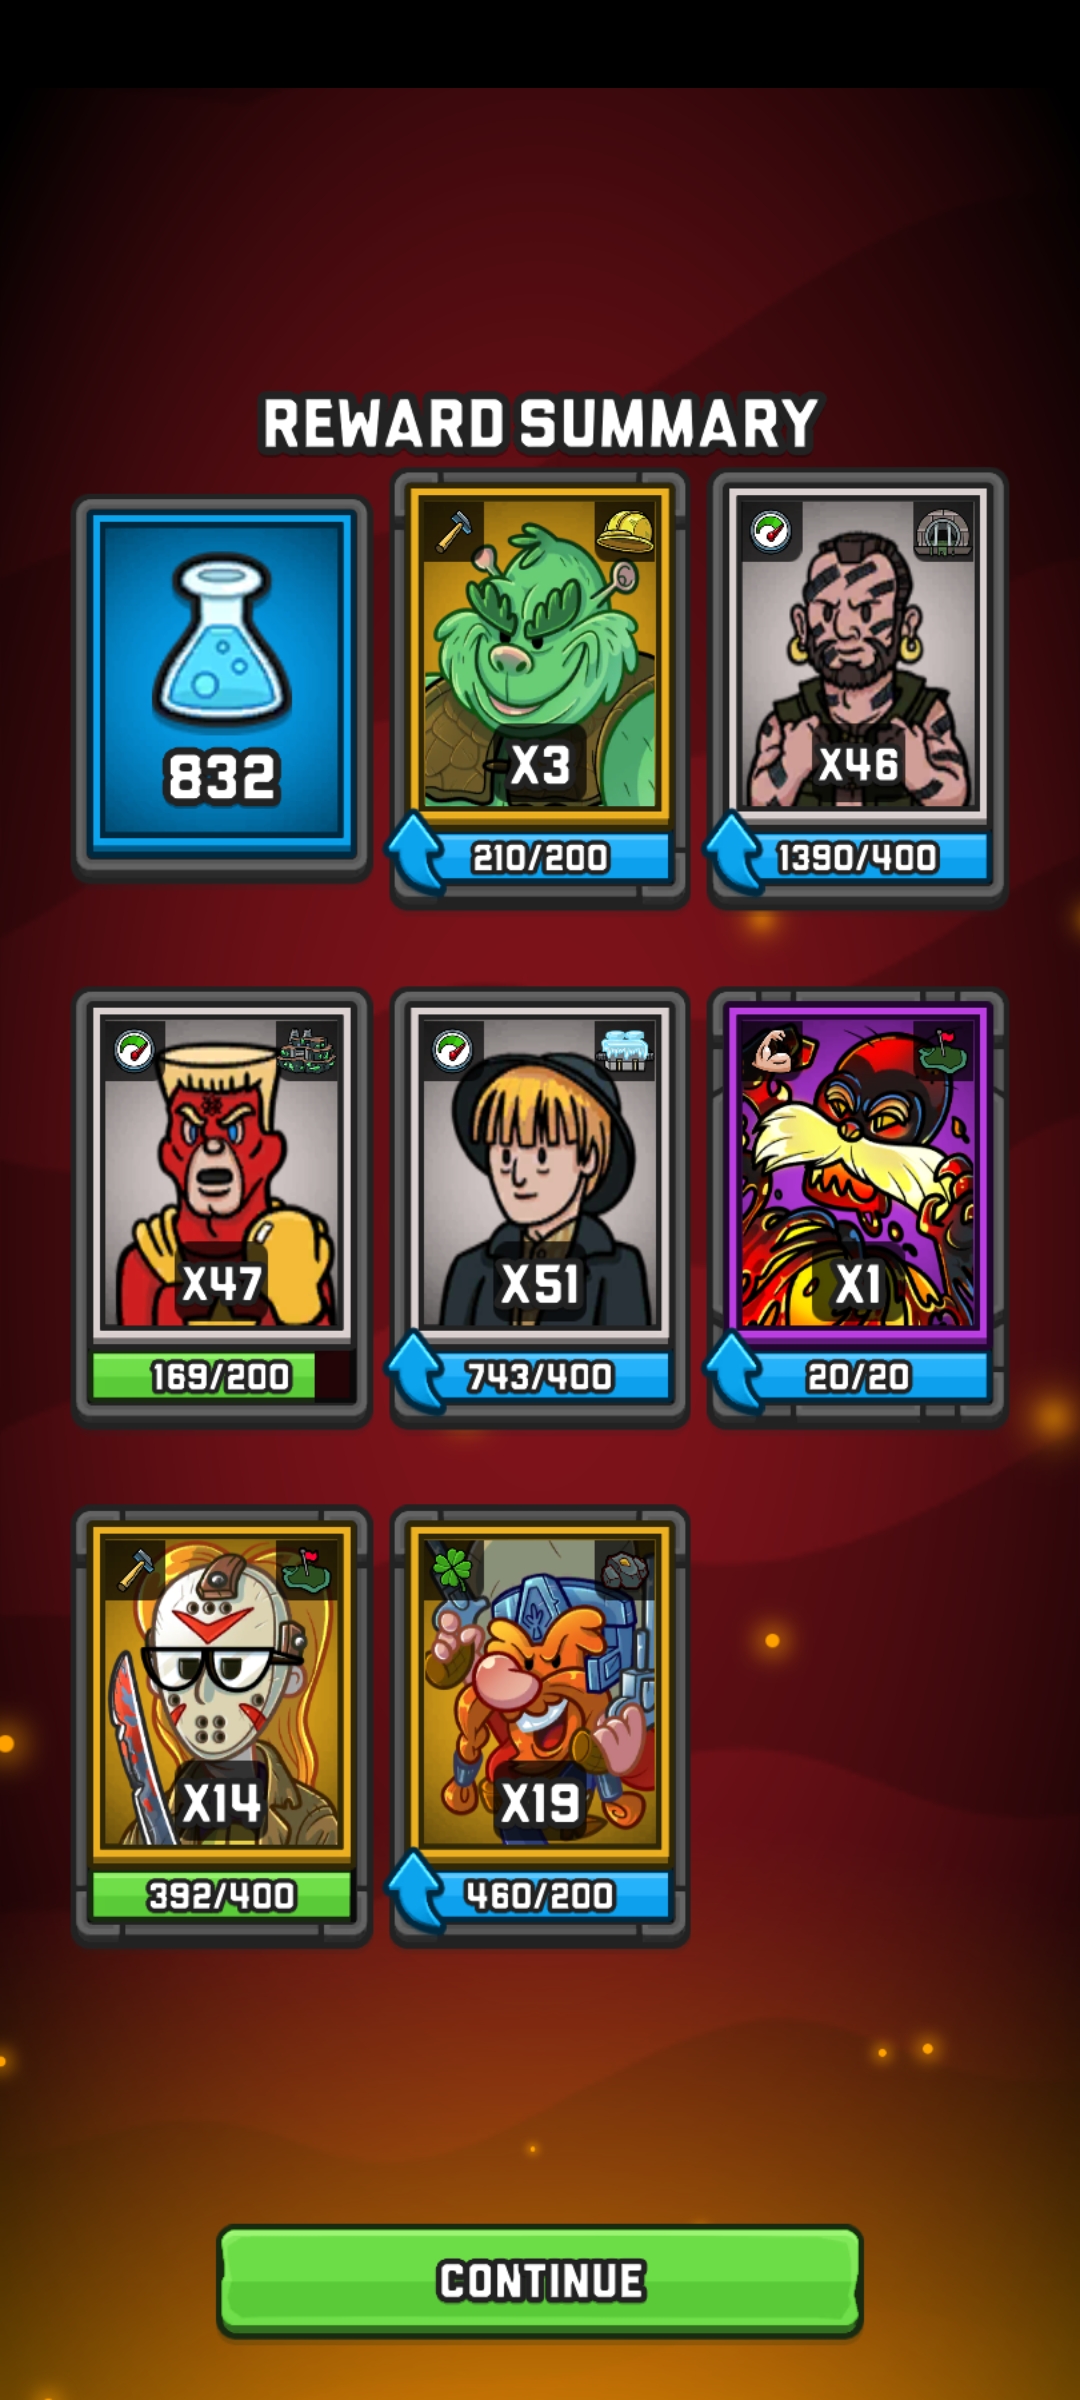 REWARD SUMMARY
832
X3
210/200
X46
1390/400
X47
169/200
X51
743/400
X1
20/20
X14
392/400
X19
460/200
CONTINUE